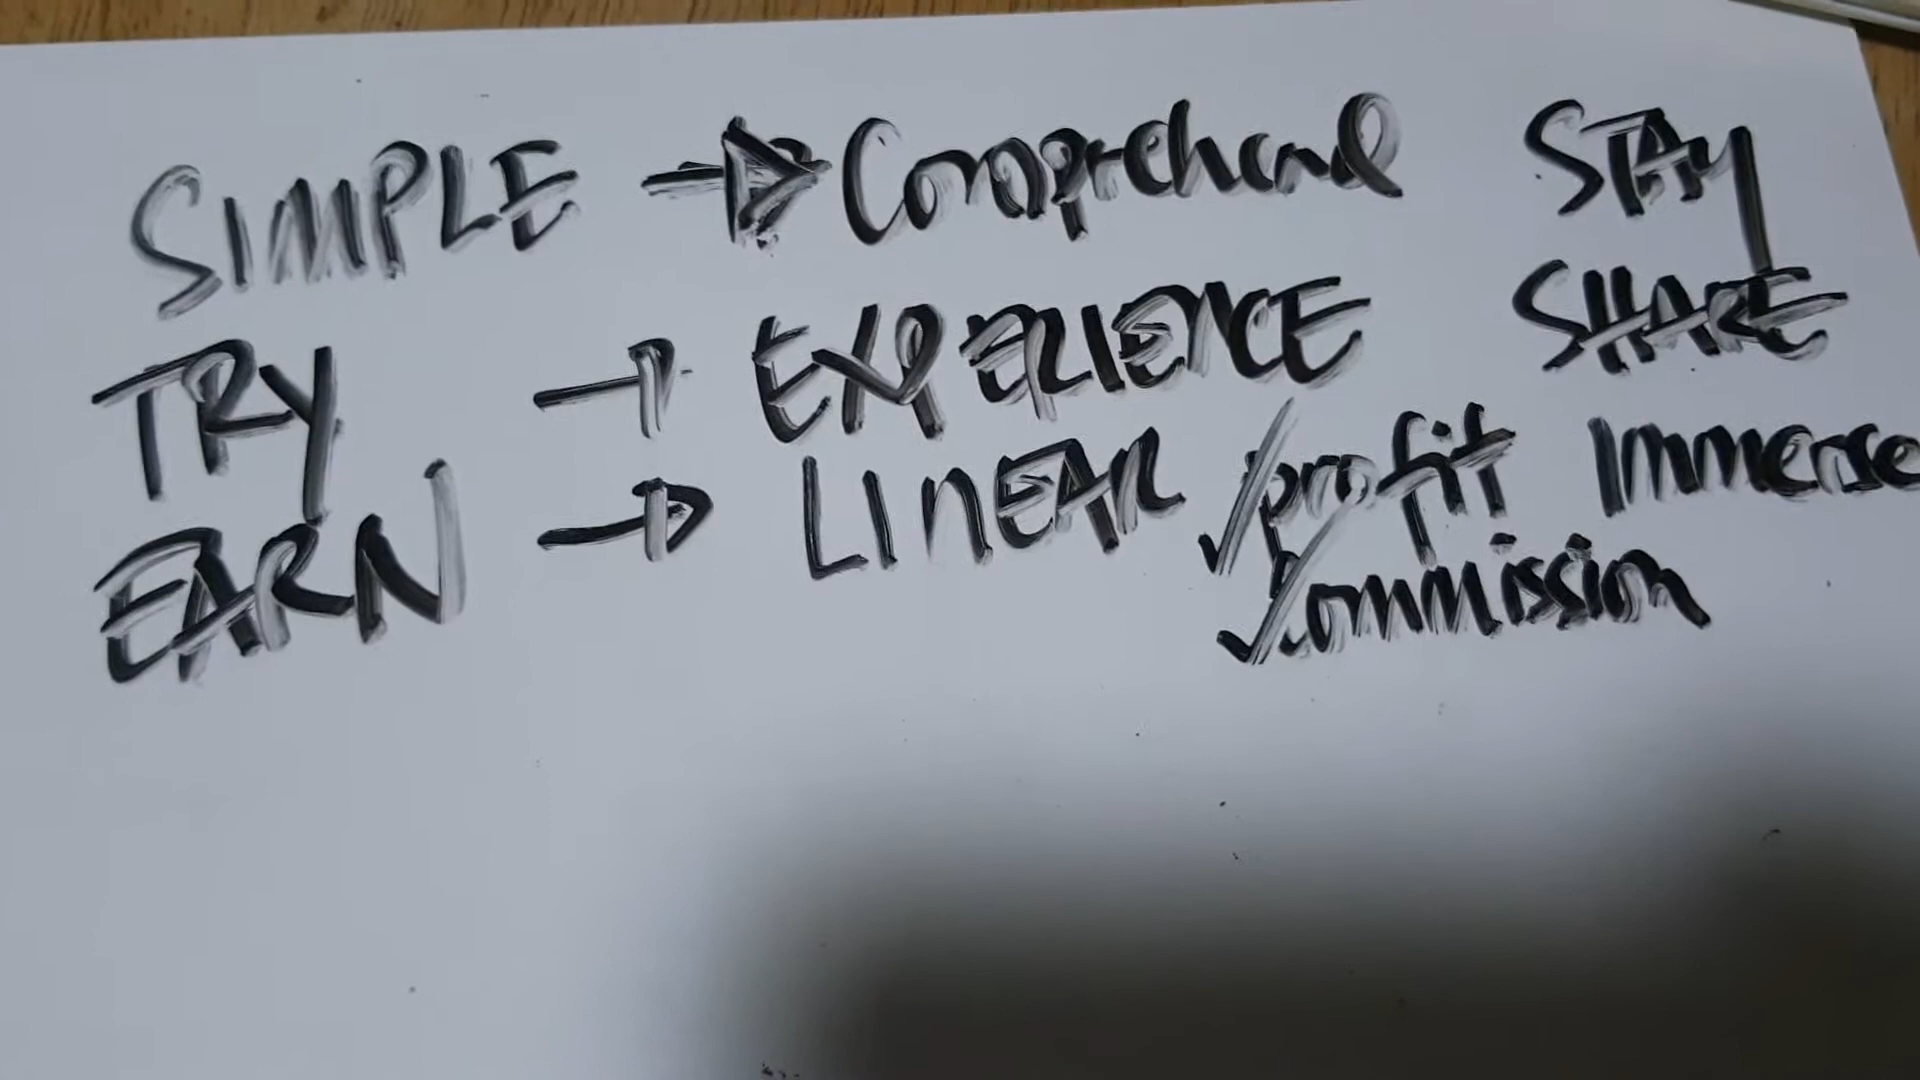 SIMPLE → Comprehend STAY
TRY → EXPERIENCE SHARE
EARN → LINEAR ✓profit Immerse
✓Commission